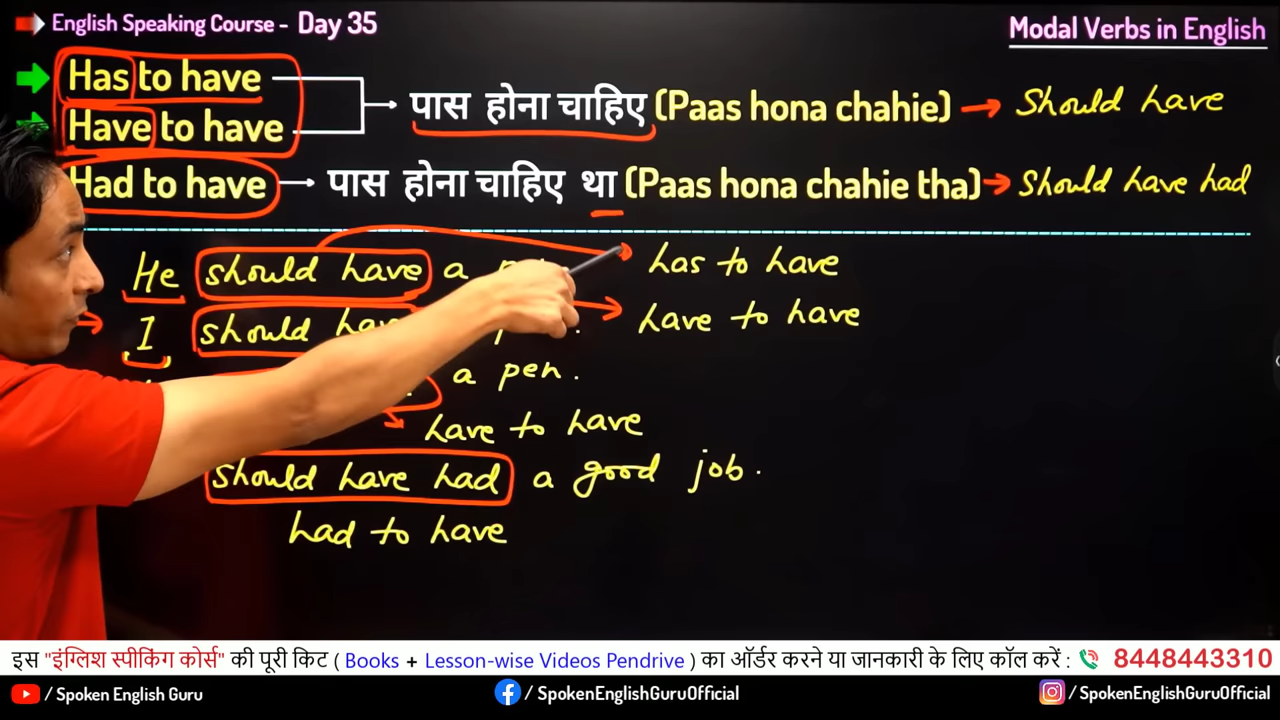 English Speaking Course - Day 35
Modal Verbs in English
Has to have
Have to have
पास होना चाहिए (Paas hona chahie) → Should have
Had to have → पास होना चाहिए था (Paas hona chahie tha) → Should have had
He should have a has to have
I should have to have
a pen.
have to have
should have had a good job.
had to have
इस "इंग्लिश स्पीकिंग कोर्स" की पूरी किट ( Books + Lesson-wise Videos Pendrive ) का ऑर्डर करने या जानकारी के लिए कॉल करें : 8448443310
/ Spoken English Guru
/ SpokenEnglishGuruOfficial
/ SpokenEnglishGuruOfficial